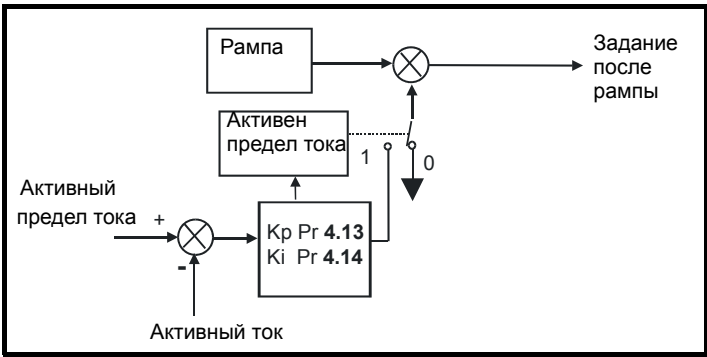 Рампа
Задание
после
рампы
Активен
предел тока
1
0
Активный
предел тока +
Kp Pr 4.13
Ki Pr 4.14
-
Активный ток